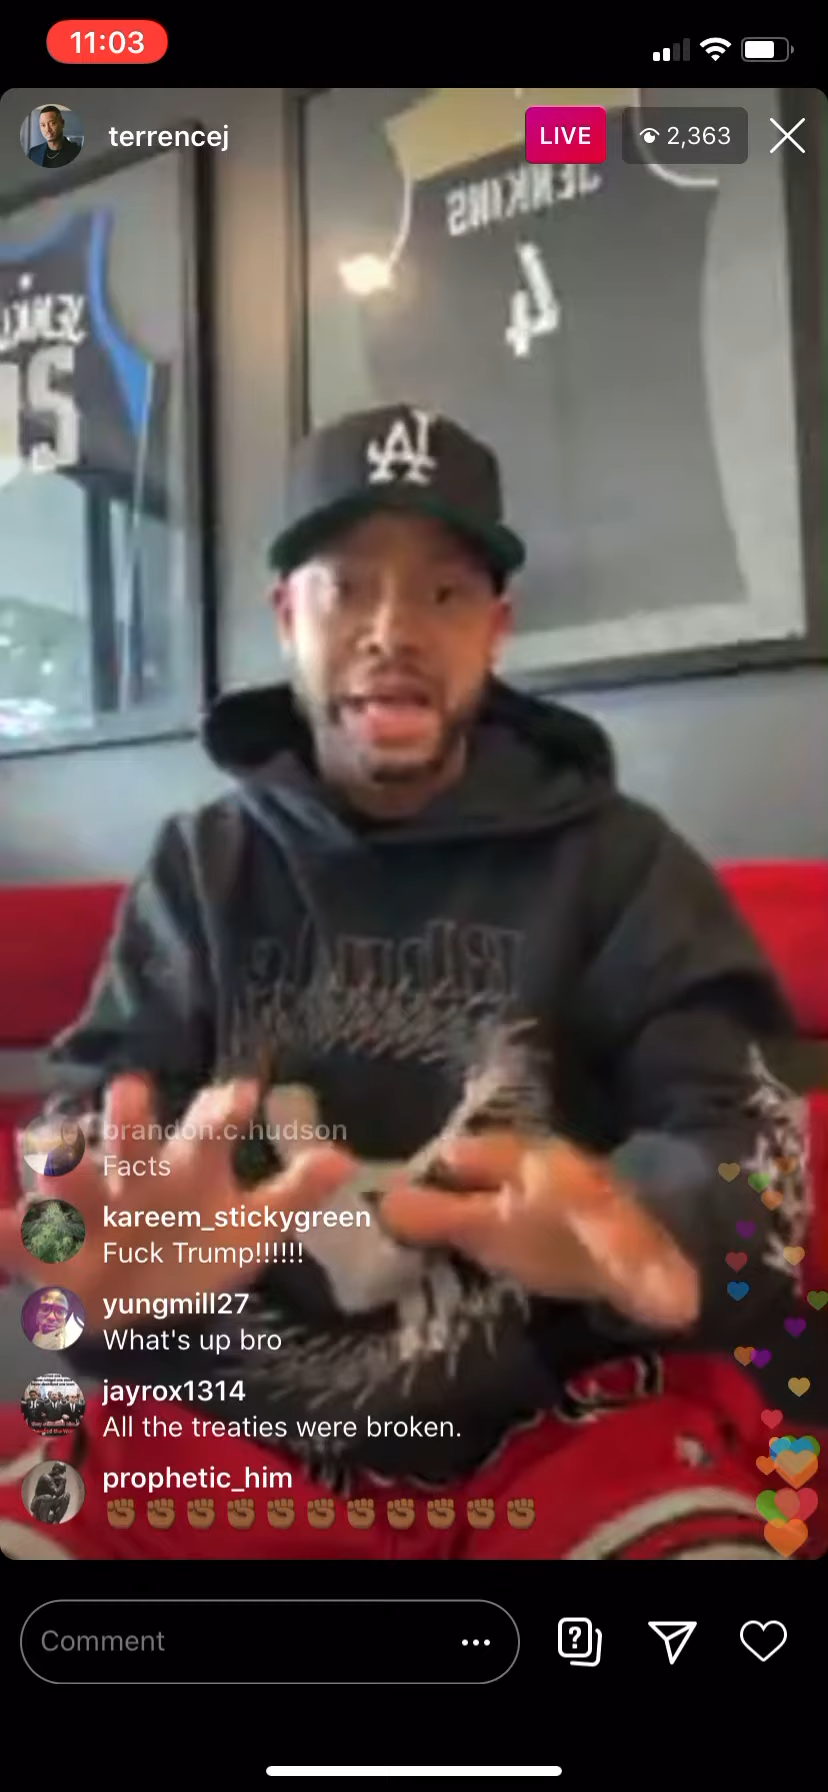 11:03
terrencej
LIVE
2,363
JENKINS
4
LA
brandon.c.hudson
Facts
kareem_stickygreen
Fuck Trump!!!!!!
yungmill27
What's up bro
jayrox1314
All the treaties were broken.
prophetic_him
✊🏾✊🏾✊🏾✊🏾✊🏾✊🏾✊🏾✊🏾✊🏾✊🏾✊🏾
Comment